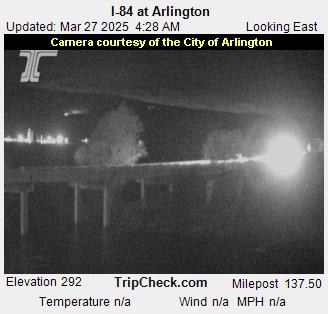 I-84 at Arlington
Updated: Mar 27 2025 4:28 AM Looking East
Camera courtesy of the City of Arlington
Elevation 292 TripCheck.com Milepost 137.50
Temperature n/a Wind n/a MPH n/a